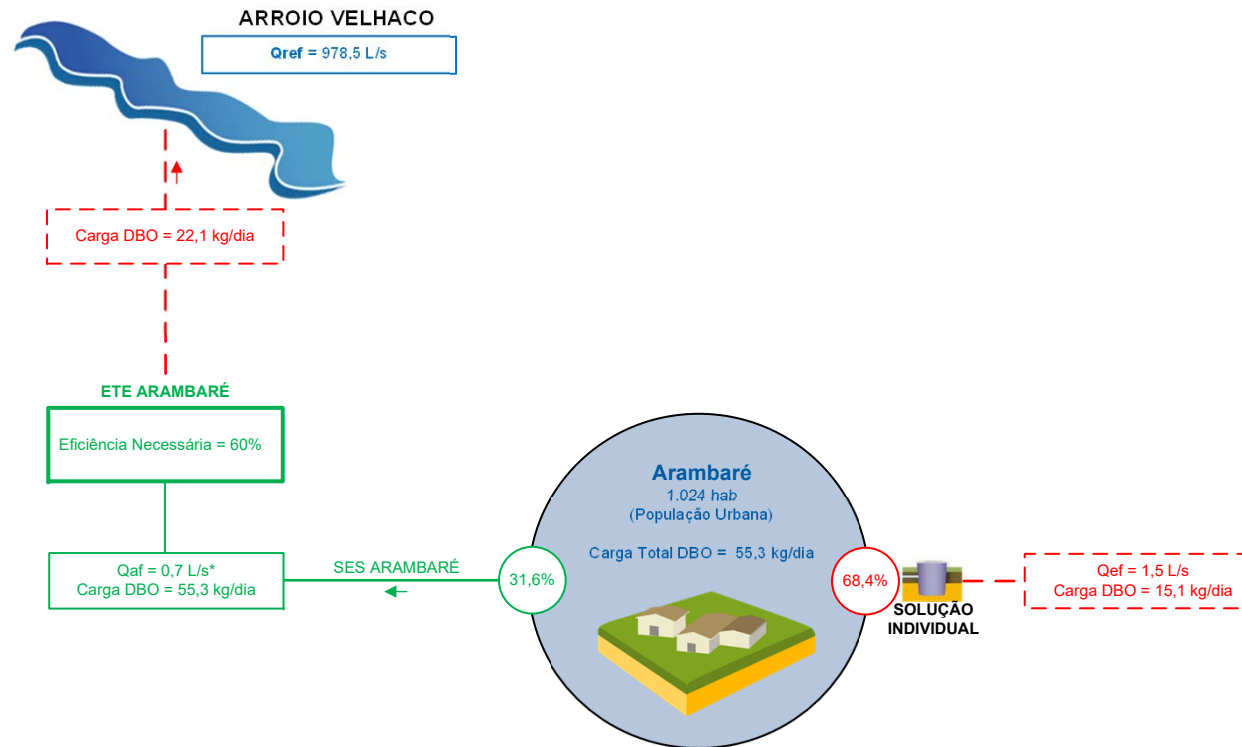 ARROIO VELHACO
Qref = 978,5 L/s
Carga DBO = 22,1 kg/dia
ETE ARAMBARÉ
Eficiência Necessária = 60%
Qaf = 0,7 L/s*
Carga DBO = 55,3 kg/dia
SES ARAMBARÉ
31,6%
Arambaré
1.024 hab
(População Urbana)
Carga Total DBO = 55,3 kg/dia
68,4%
SOLUÇÃO
INDIVIDUAL
Qef = 1,5 L/s
Carga DBO = 15,1 kg/dia